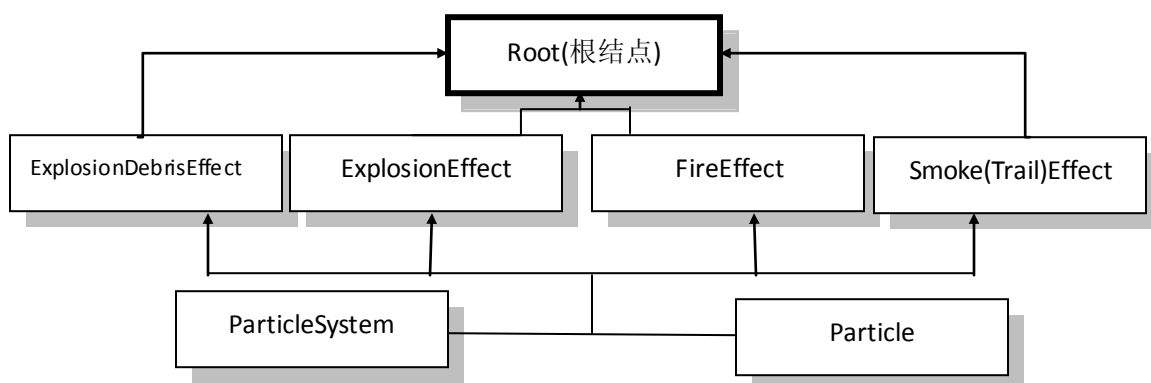 Root(根结点)
ExplosionDebrisEffect
ExplosionEffect
FireEffect
Smoke(Trail)Effect
ParticleSystem
Particle